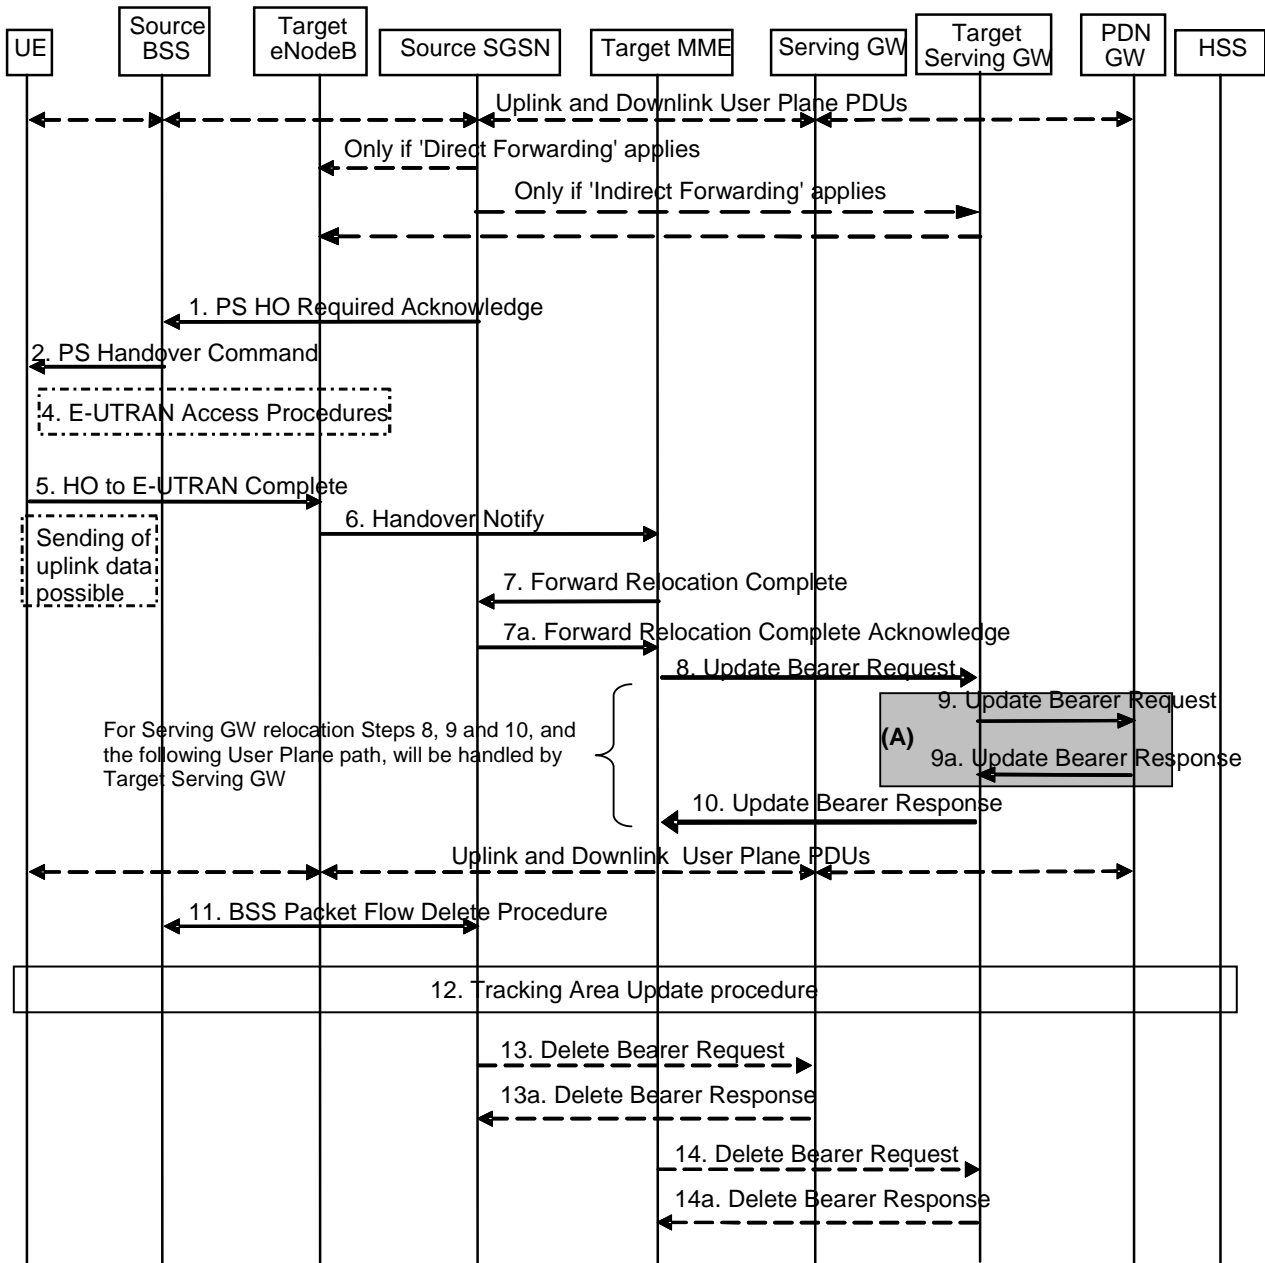 UE
Source
BSS
Target
eNodeB
Source SGSN
Target MME
Serving GW
Target
Serving GW
PDN
GW
HSS
Uplink and Downlink User Plane PDUs
Only if 'Direct Forwarding' applies
Only if 'Indirect Forwarding' applies
1. PS HO Required Acknowledge
2. PS Handover Command
4. E-UTRAN Access Procedures
5. HO to E-UTRAN Complete
6. Handover Notify
Sending of
uplink data
possible
7. Forward Relocation Complete
7a. Forward Relocation Complete Acknowledge
8. Update Bearer Request
9. Update Bearer Request
(A)
9a. Update Bearer Response
For Serving GW relocation Steps 8, 9 and 10, and
the following User Plane path, will be handled by
Target Serving GW
10. Update Bearer Response
Uplink and Downlink  User Plane PDUs
11. BSS Packet Flow Delete Procedure
12. Tracking Area Update procedure
13. Delete Bearer Request
13a. Delete Bearer Response
14. Delete Bearer Request
14a. Delete Bearer Response